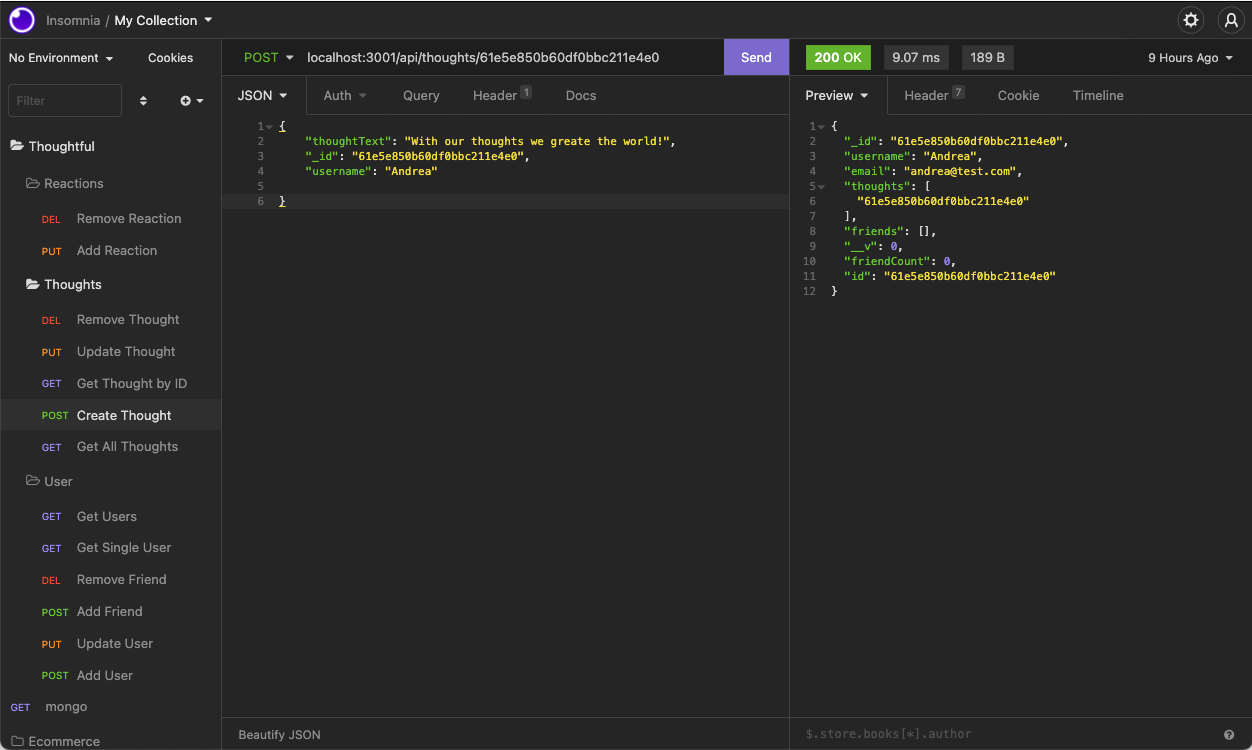 Insomnia / My Collection
No Environment Cookies
Filter
Thoughtful
Reactions
DEL Remove Reaction
PUT Add Reaction
Thoughts
DEL Remove Thought
PUT Update Thought
GET Get Thought by ID
POST Create Thought
GET Get All Thoughts
User
GET Get Users
GET Get Single User
DEL Remove Friend
POST Add Friend
PUT Update User
POST Add User
GET mongo
Ecommerce
POST localhost:3001/api/thoughts/61e5e850b60df0bbc211e4e0 Send
JSON Auth Query Header 1 Docs
1 {
2 "thoughtText": "With our thoughts we greate the world!",
3 "_id": "61e5e850b60df0bbc211e4e0",
4 "username": "Andrea"
5
6 }
Beautify JSON
200 OK 9.07 ms 189 B 9 Hours Ago
Preview Header 7 Cookie Timeline
1 {
2 "_id": "61e5e850b60df0bbc211e4e0",
3 "username": "Andrea",
4 "email": "andrea@test.com",
5 "thoughts": [
6 "61e5e850b60df0bbc211e4e0"
7 ],
8 "friends": [],
9 "__v": 0,
10 "friendCount": 0,
11 "id": "61e5e850b60df0bbc211e4e0"
12 }
$.store.books[*].author